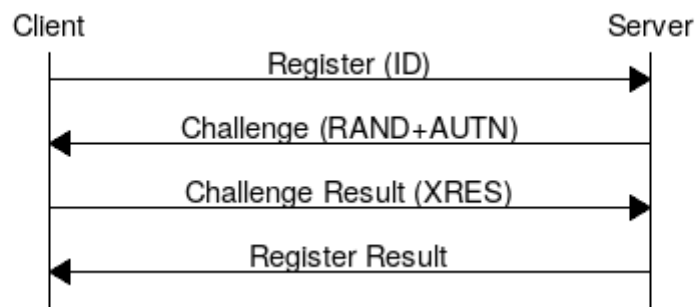 Client Server
Register (ID)
Challenge (RAND+AUTN)
Challenge Result (XRES)
Register Result